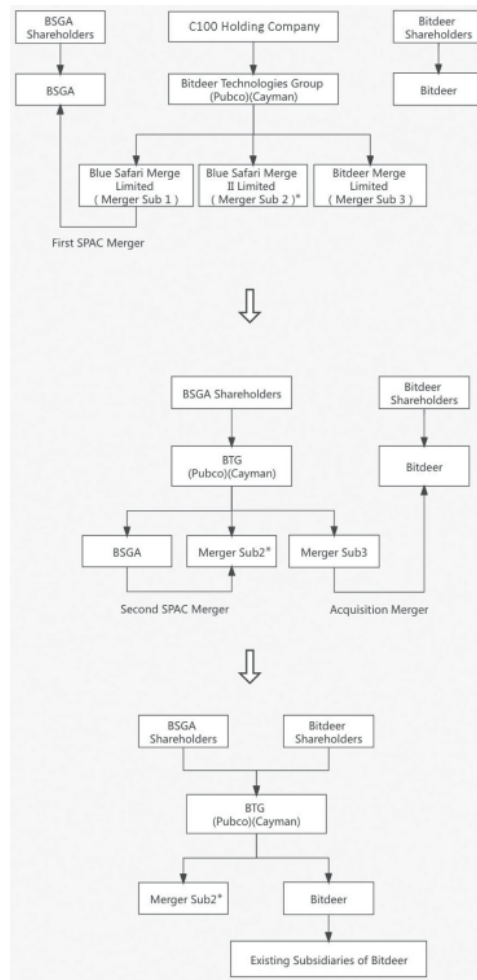 BSGA
Shareholders
C100 Holding Company
Bitdeer
Shareholders
BSGA
Bitdeer Technologies Group
(Pubco)(Cayman)
Bitdeer
Blue Safari Merge
Limited
( Merger Sub 1 )
Blue Safari Merge
II Limited
( Merger Sub 2 )*
Bitdeer Merge
Limited
( Merger Sub 3 )
First SPAC Merger
BSGA Shareholders
Bitdeer
Shareholders
BTG
(Pubco)(Cayman)
Bitdeer
BSGA
Merger Sub2*
Merger Sub3
Second SPAC Merger
Acquisition Merger
BSGA
Shareholders
Bitdeer
Shareholders
BTG
(Pubco)(Cayman)
Merger Sub2*
Bitdeer
Existing Subsidiaries of Bitdeer